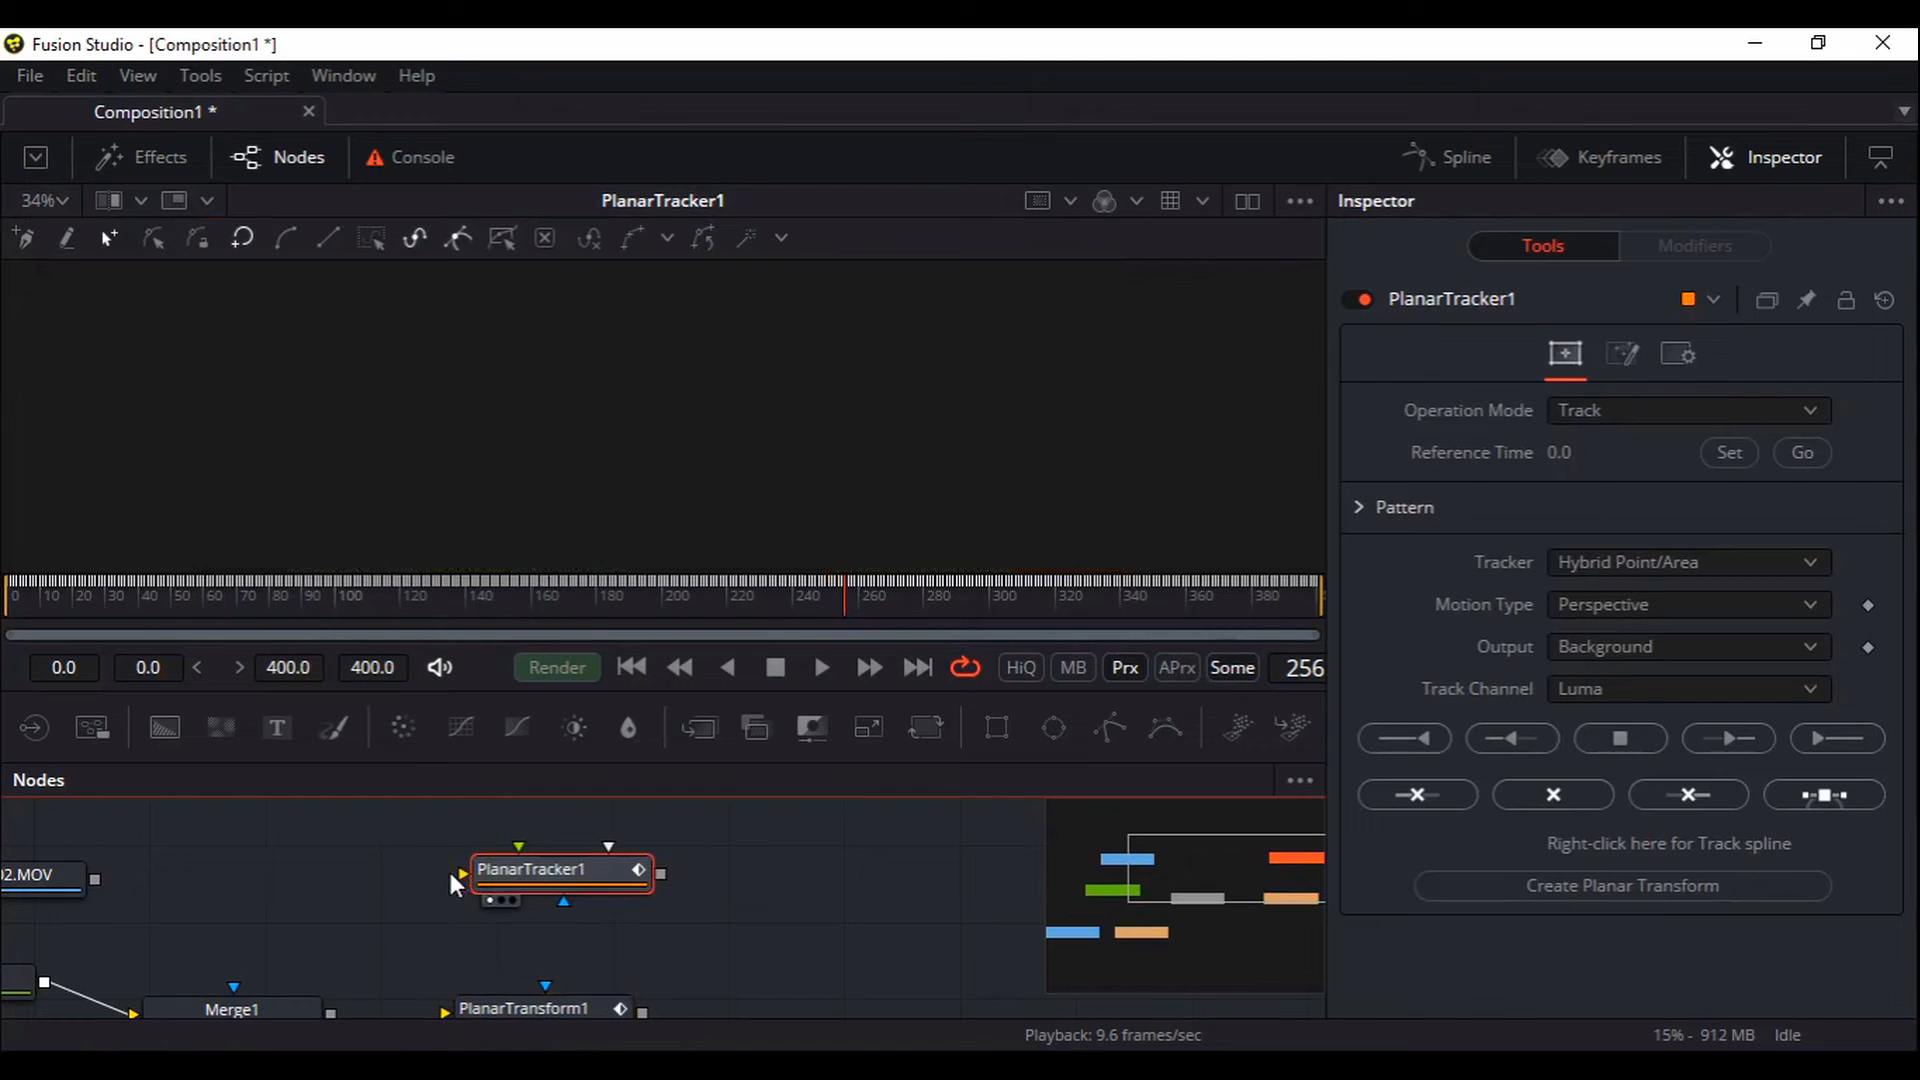 Fusion Studio - [Composition1 *]
File Edit View Tools Script Window Help
Composition1 *
Effects Nodes Console Spline Keyframes Inspector
34% PlanarTracker1 Inspector
Tools Modifiers
PlanarTracker1
Operation Mode Track
Reference Time 0.0 Set Go
Pattern
Tracker Hybrid Point/Area
0 10 20 30 40 50 60 70 80 90 100 120 140 160 180 200 220 240 260 280 300 320 340 360 380
Motion Type Perspective
Output Background
0.0 0.0 < > 400.0 400.0 Render HiQ MB Prx APrx Some 256
Track Channel Luma
T
Nodes
Right-click here for Track spline
02.MOV PlanarTracker1
Create Planar Transform
Merge1 PlanarTransform1
Playback: 9.6 frames/sec 15% - 912 MB Idle